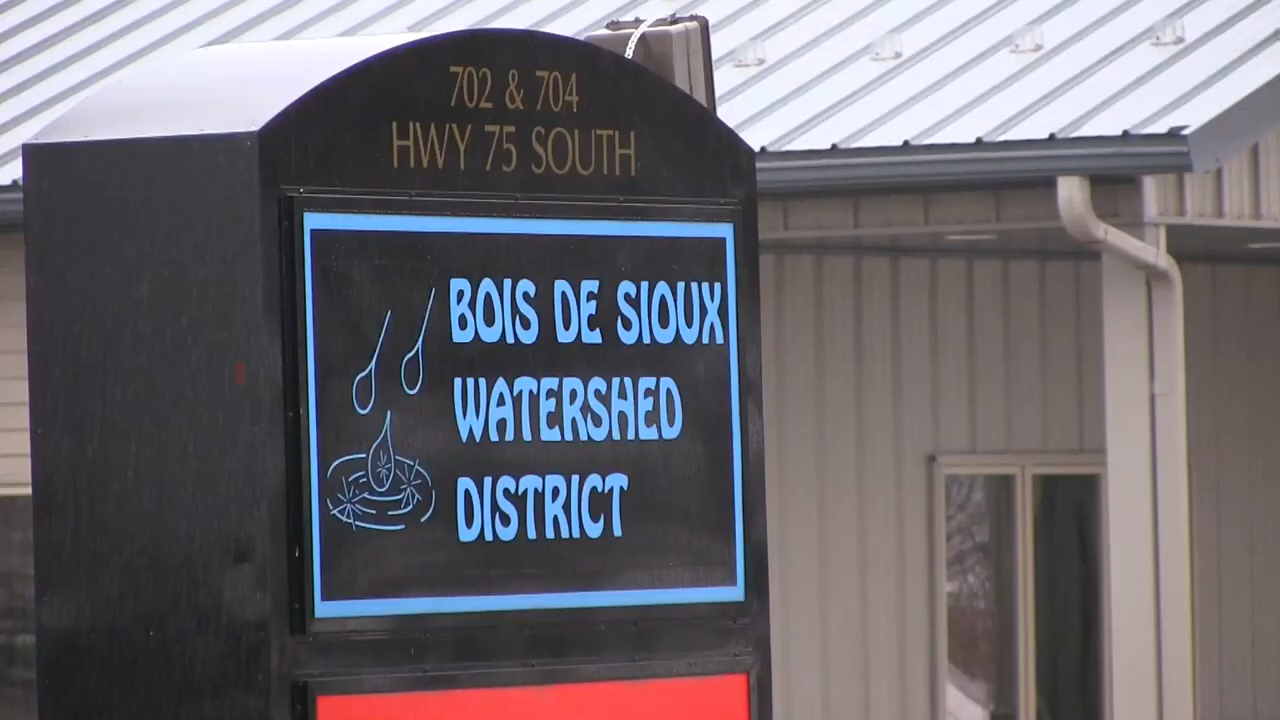 702 & 704
HWY 75 SOUTH
BOIS DE SIOUX
WATERSHED
DISTRICT